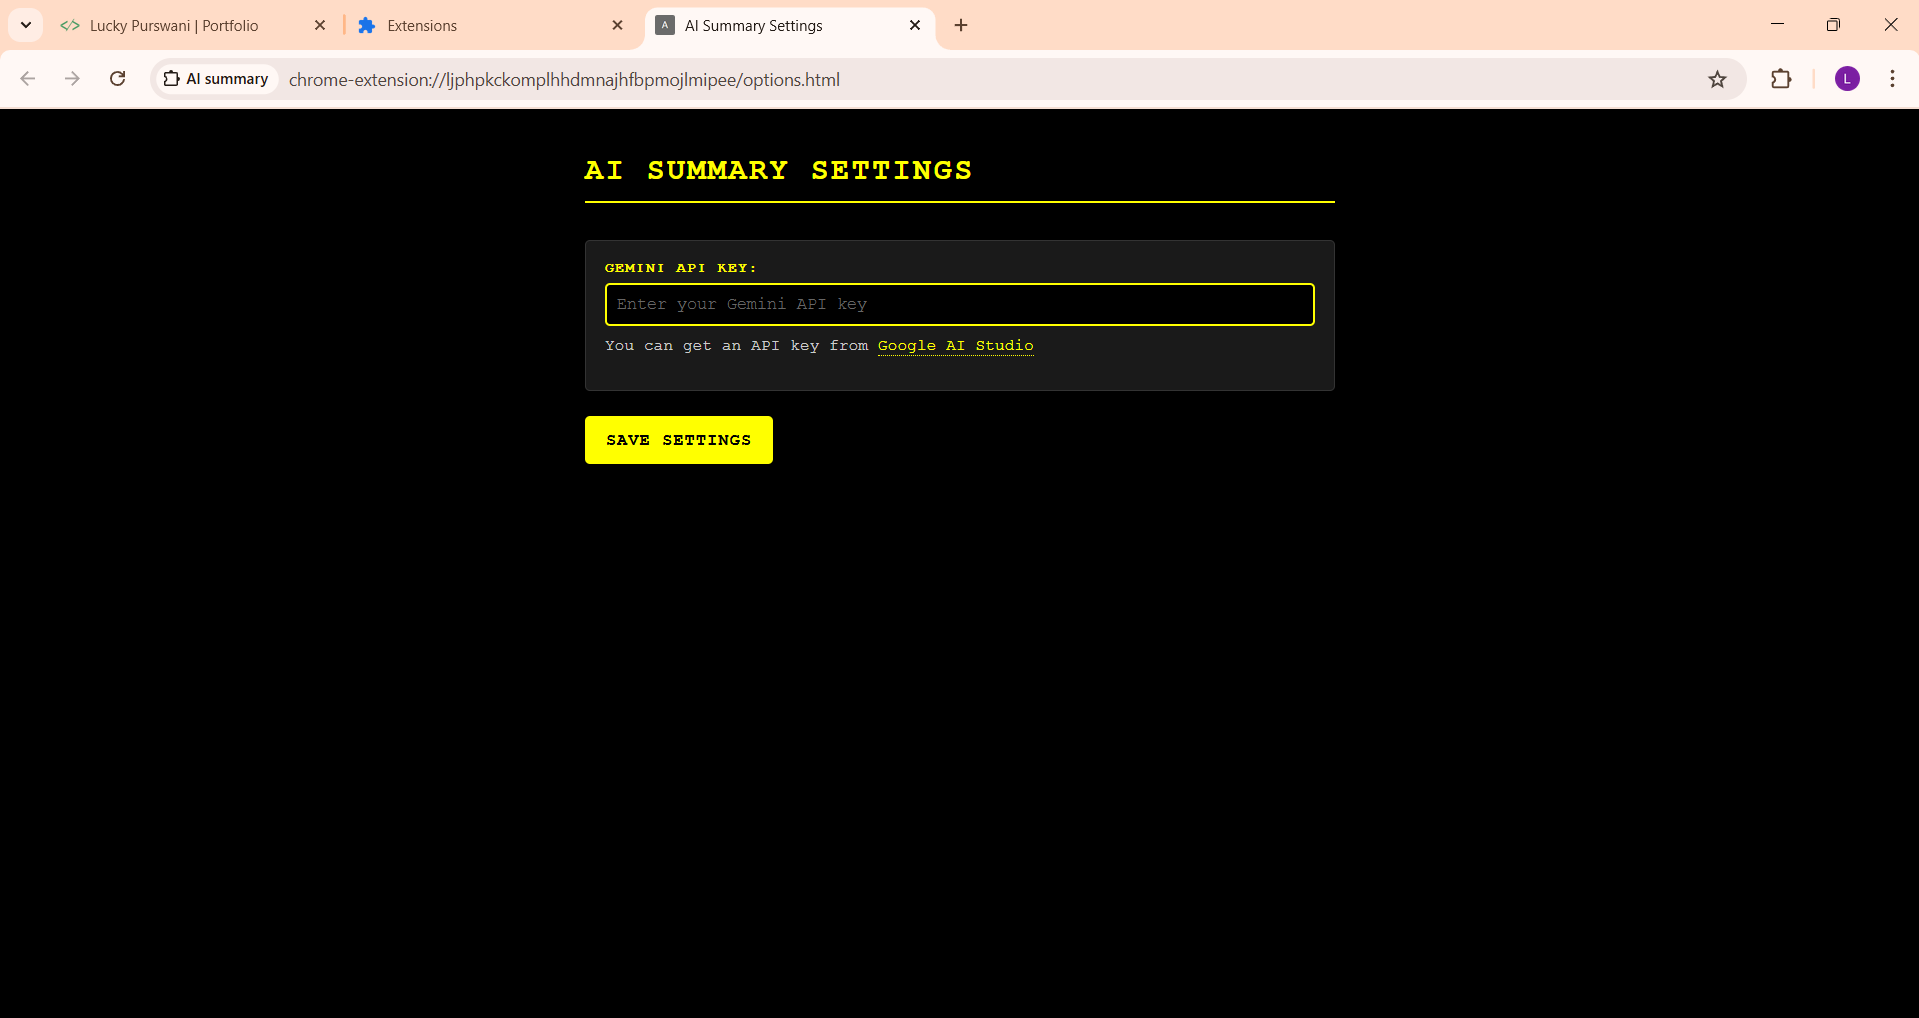 Lucky Purswani | Portfolio
Extensions
A
AI Summary Settings
AI summary
chrome-extension://ljphpkckomplhhdmnajhfbpmojlmipee/options.html
L
AI SUMMARY SETTINGS
GEMINI API KEY:
Enter your Gemini API key
You can get an API key from Google AI Studio
SAVE SETTINGS